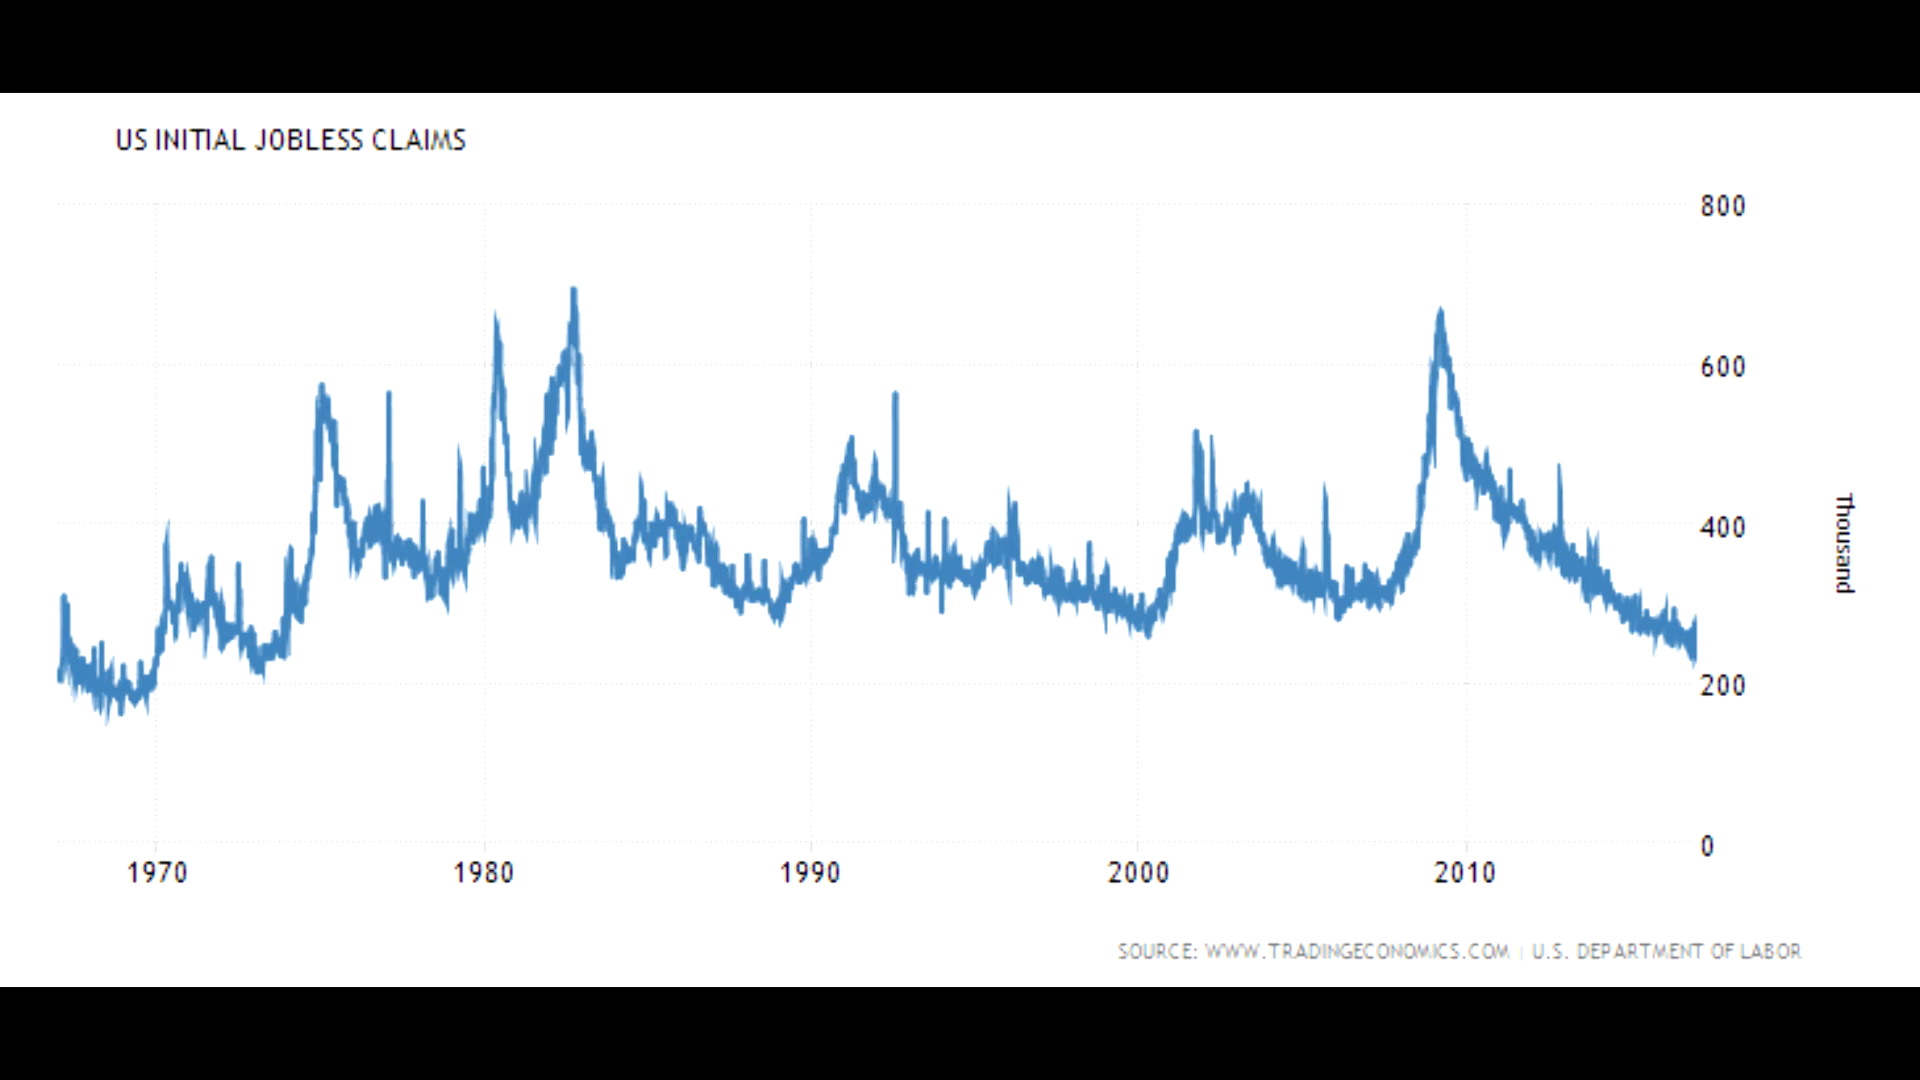 US INITIAL JOBLESS CLAIMS
800
600
400
200
0
Thousand
1970 1980 1990 2000 2010
SOURCE: WWW.TRADINGECONOMICS.COM | U.S. DEPARTMENT OF LABOR